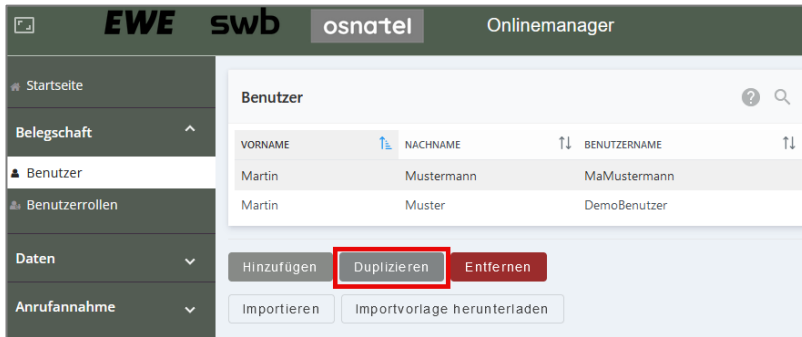 EWE swb osnatel Onlinemanager
Startseite
Belegschaft
Benutzer
Benutzerrollen
Daten
Anrufannahme
Benutzer
VORNAME NACHNAME BENUTZERNAME
Martin Mustermann MaMustermann
Martin Muster DemoBenutzer
Hinzufügen Duplizieren Entfernen
Importieren Importvorlage herunterladen